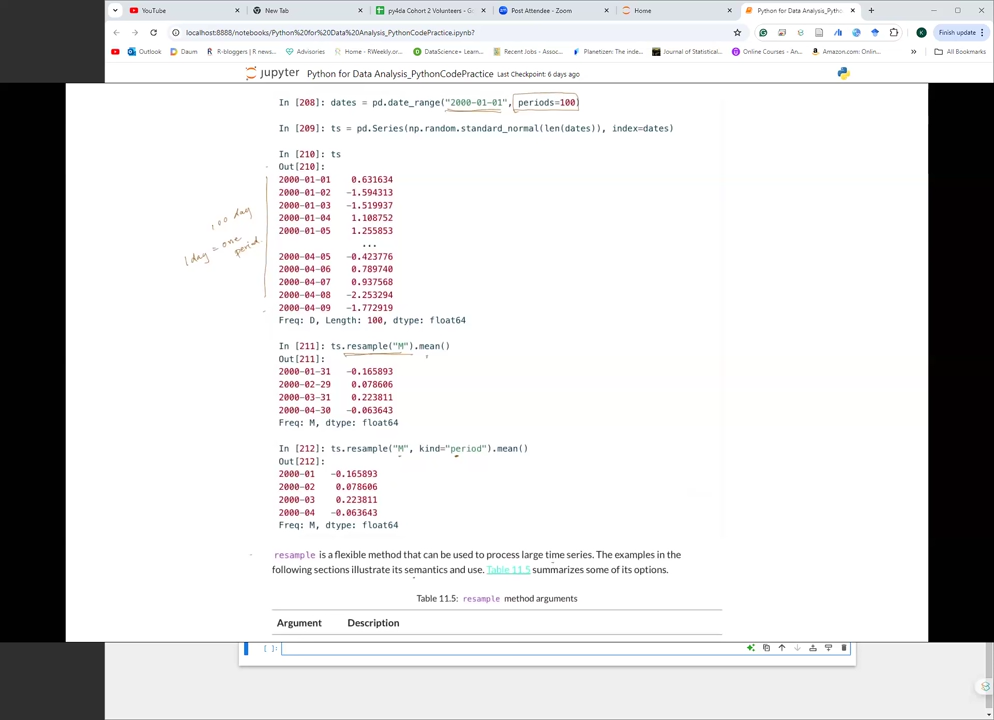 YouTube
New Tab
py4da Cohort 2 Volunteers - G
Post Attendee - Zoom
Home
Python for Data Analysis_Pytho
localhost:8888/notebooks/Python%20for%20Data%20Analysis_PythonCodePractice.ipynb?
Finish update
Outlook
Daum
R-bloggers | R news...
Advisories
Home - RWeekly.or...
DataScience+ Learn...
Recent Jobs - Assoc...
Planetizen: The inde...
Journal of Statistical...
Online Courses - An...
Amazon.com: Onlin...
All Bookmarks
jupyter Python for Data Analysis_PythonCodePractice Last Checkpoint: 6 days ago
In [208]: dates = pd.date_range("2000-01-01", periods=100)
In [209]: ts = pd.Series(np.random.standard_normal(len(dates)), index=dates)
In [210]: ts
Out[210]:
2000-01-01 0.631634
2000-01-02 -1.594313
2000-01-03 -1.519937
2000-01-04 1.108752
2000-01-05 1.255853
...
2000-04-05 -0.423776
2000-04-06 0.789740
2000-04-07 0.937568
2000-04-08 -2.253294
2000-04-09 -1.772919
Freq: D, Length: 100, dtype: float64
100 day
1 day = one
period.
In [211]: ts.resample("M").mean()
Out[211]:
2000-01-31 -0.165893
2000-02-29 0.078606
2000-03-31 0.223811
2000-04-30 -0.063643
Freq: M, dtype: float64
In [212]: ts.resample("M", kind="period").mean()
Out[212]:
2000-01 -0.165893
2000-02 0.078606
2000-03 0.223811
2000-04 -0.063643
Freq: M, dtype: float64
resample is a flexible method that can be used to process large time series. The examples in the
following sections illustrate its semantics and use. Table 11.5 summarizes some of its options.
Table 11.5: resample method arguments
Argument Description
[ ]: